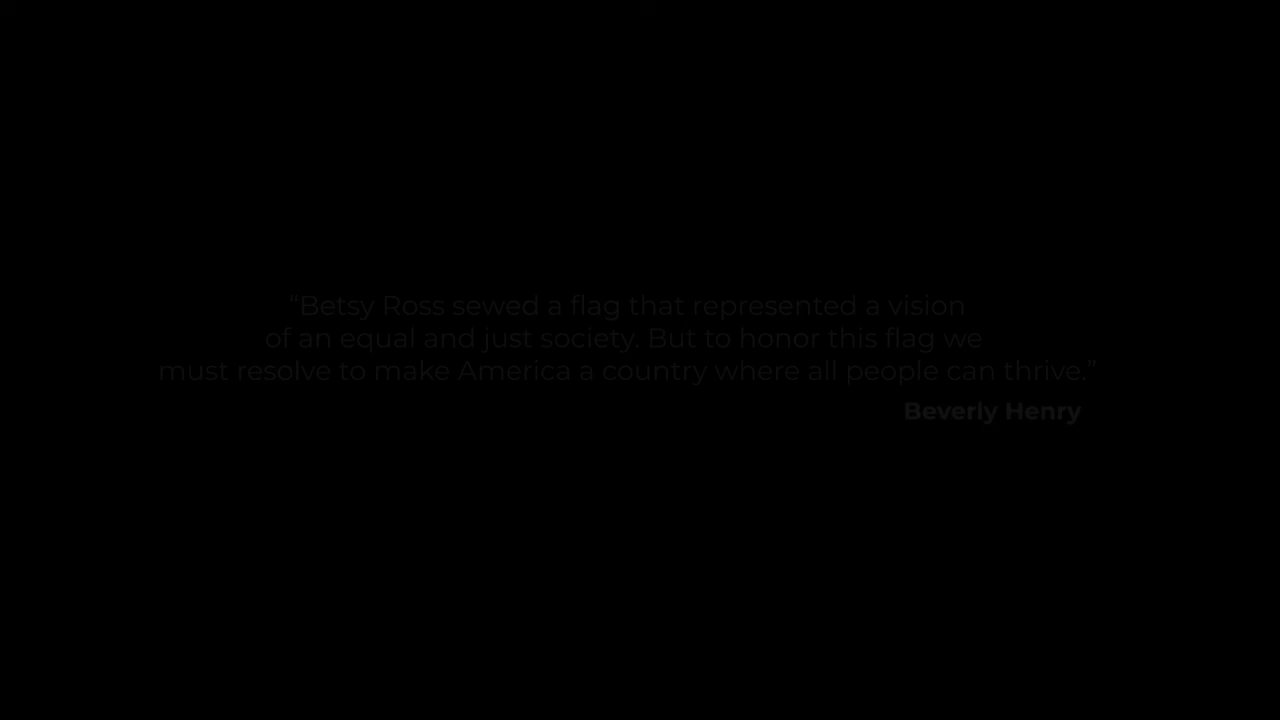 “Betsy Ross sewed a flag that represented a vision
of an equal and just society. But to honor this flag we
must resolve to make America a country where all people can thrive.”
Beverly Henry